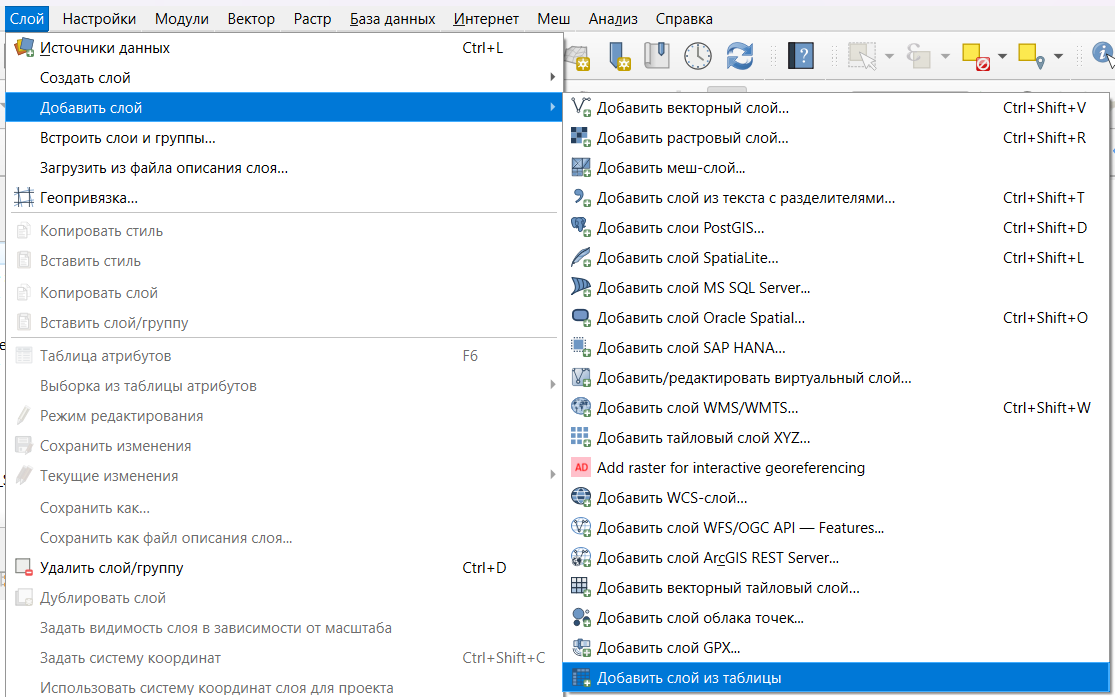 Слой Настройки Модули Вектор Растр База данных Интернет Меш Анализ Справка
Источники данных Ctrl+L
Создать слой
Добавить слой
Встроить слои и группы...
Загрузить из файла описания слоя...
Геопривязка...
Копировать стиль
Вставить стиль
Копировать слой
Вставить слой/группу
Таблица атрибутов F6
Выборка из таблицы атрибутов
Режим редактирования
Сохранить изменения
Текущие изменения
Сохранить как...
Сохранить как файл описания слоя...
Удалить слой/группу Ctrl+D
Дублировать слой
Задать видимость слоя в зависимости от масштаба
Задать систему координат Ctrl+Shift+C
Использовать систему координат слоя для проекта
Добавить векторный слой... Ctrl+Shift+V
Добавить растровый слой... Ctrl+Shift+R
Добавить меш-слой...
Добавить слой из текста с разделителями... Ctrl+Shift+T
Добавить слои PostGIS... Ctrl+Shift+D
Добавить слой SpatiaLite... Ctrl+Shift+L
Добавить слой MS SQL Server...
Добавить слой Oracle Spatial... Ctrl+Shift+O
Добавить слой SAP HANA...
Добавить/редактировать виртуальный слой...
Добавить слой WMS/WMTS... Ctrl+Shift+W
Добавить тайловый слой XYZ...
AD Add raster for interactive georeferencing
Добавить WCS-слой...
Добавить слой WFS/OGC API — Features...
Добавить слой ArcGIS REST Server...
Добавить векторный тайловый слой...
Добавить слой облака точек...
Добавить слой GPX...
Добавить слой из таблицы